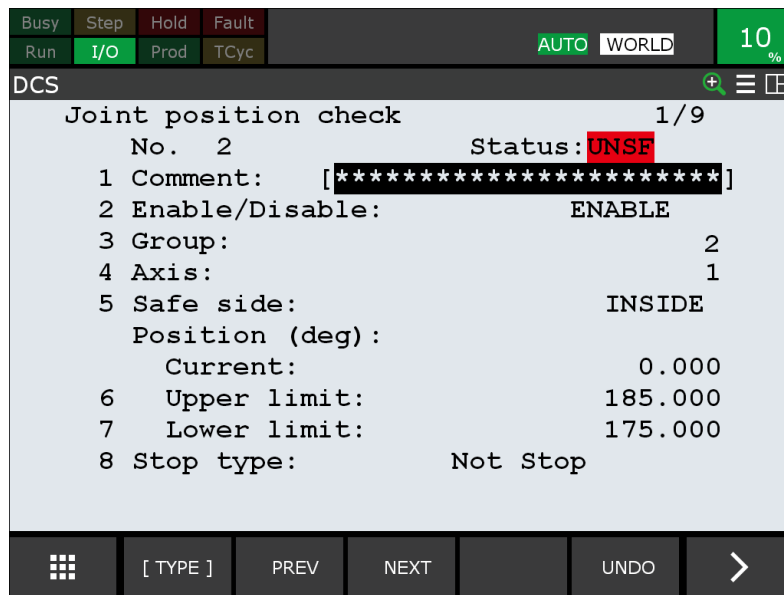 Busy Step Hold Fault
Run I/O Prod TCyc AUTO WORLD 10 %
DCS
Joint position check 1/9
No. 2 Status:UNSF
1 Comment: [***********************]
2 Enable/Disable: ENABLE
3 Group: 2
4 Axis: 1
5 Safe side: INSIDE
Position (deg):
Current: 0.000
6 Upper limit: 185.000
7 Lower limit: 175.000
8 Stop type: Not Stop
[ TYPE ] PREV NEXT UNDO